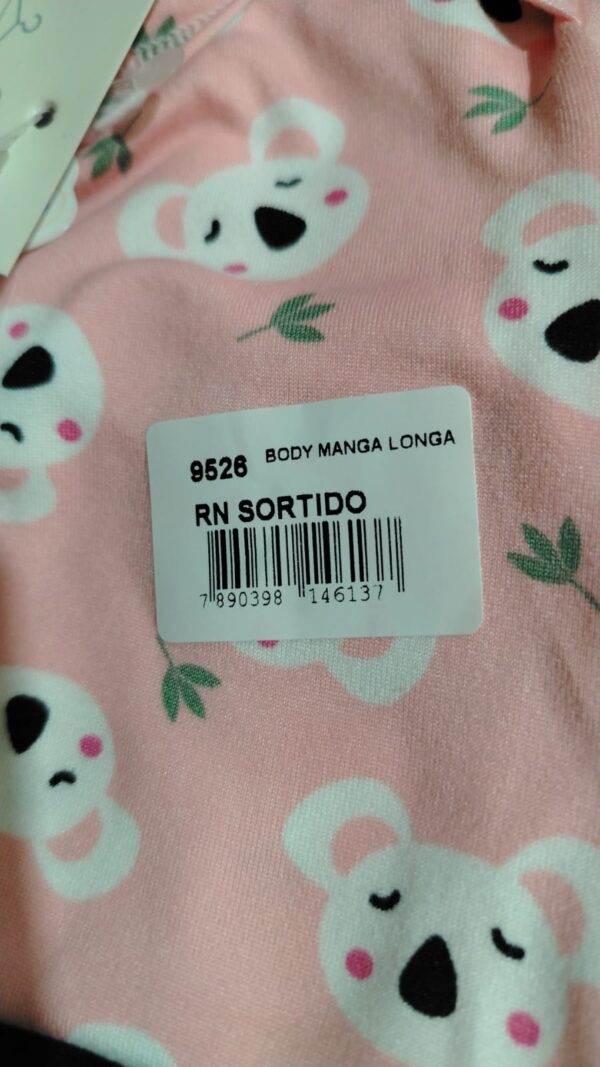 9526 BODY MANGA LONGA
RN SORTIDO
7 890398 146137